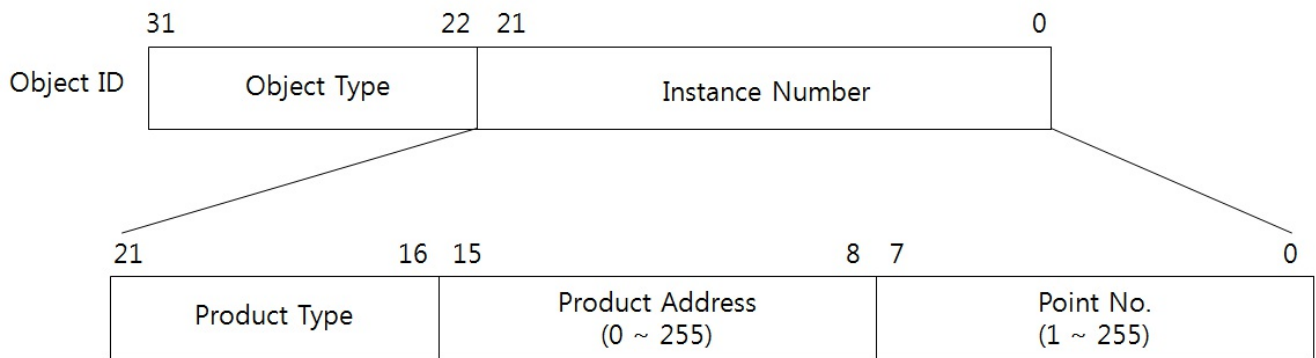 31 22 21 0
Object ID Object Type Instance Number
21 16 15 8 7 0
Product Type Product Address Point No.
(0 ~ 255) (1 ~ 255)